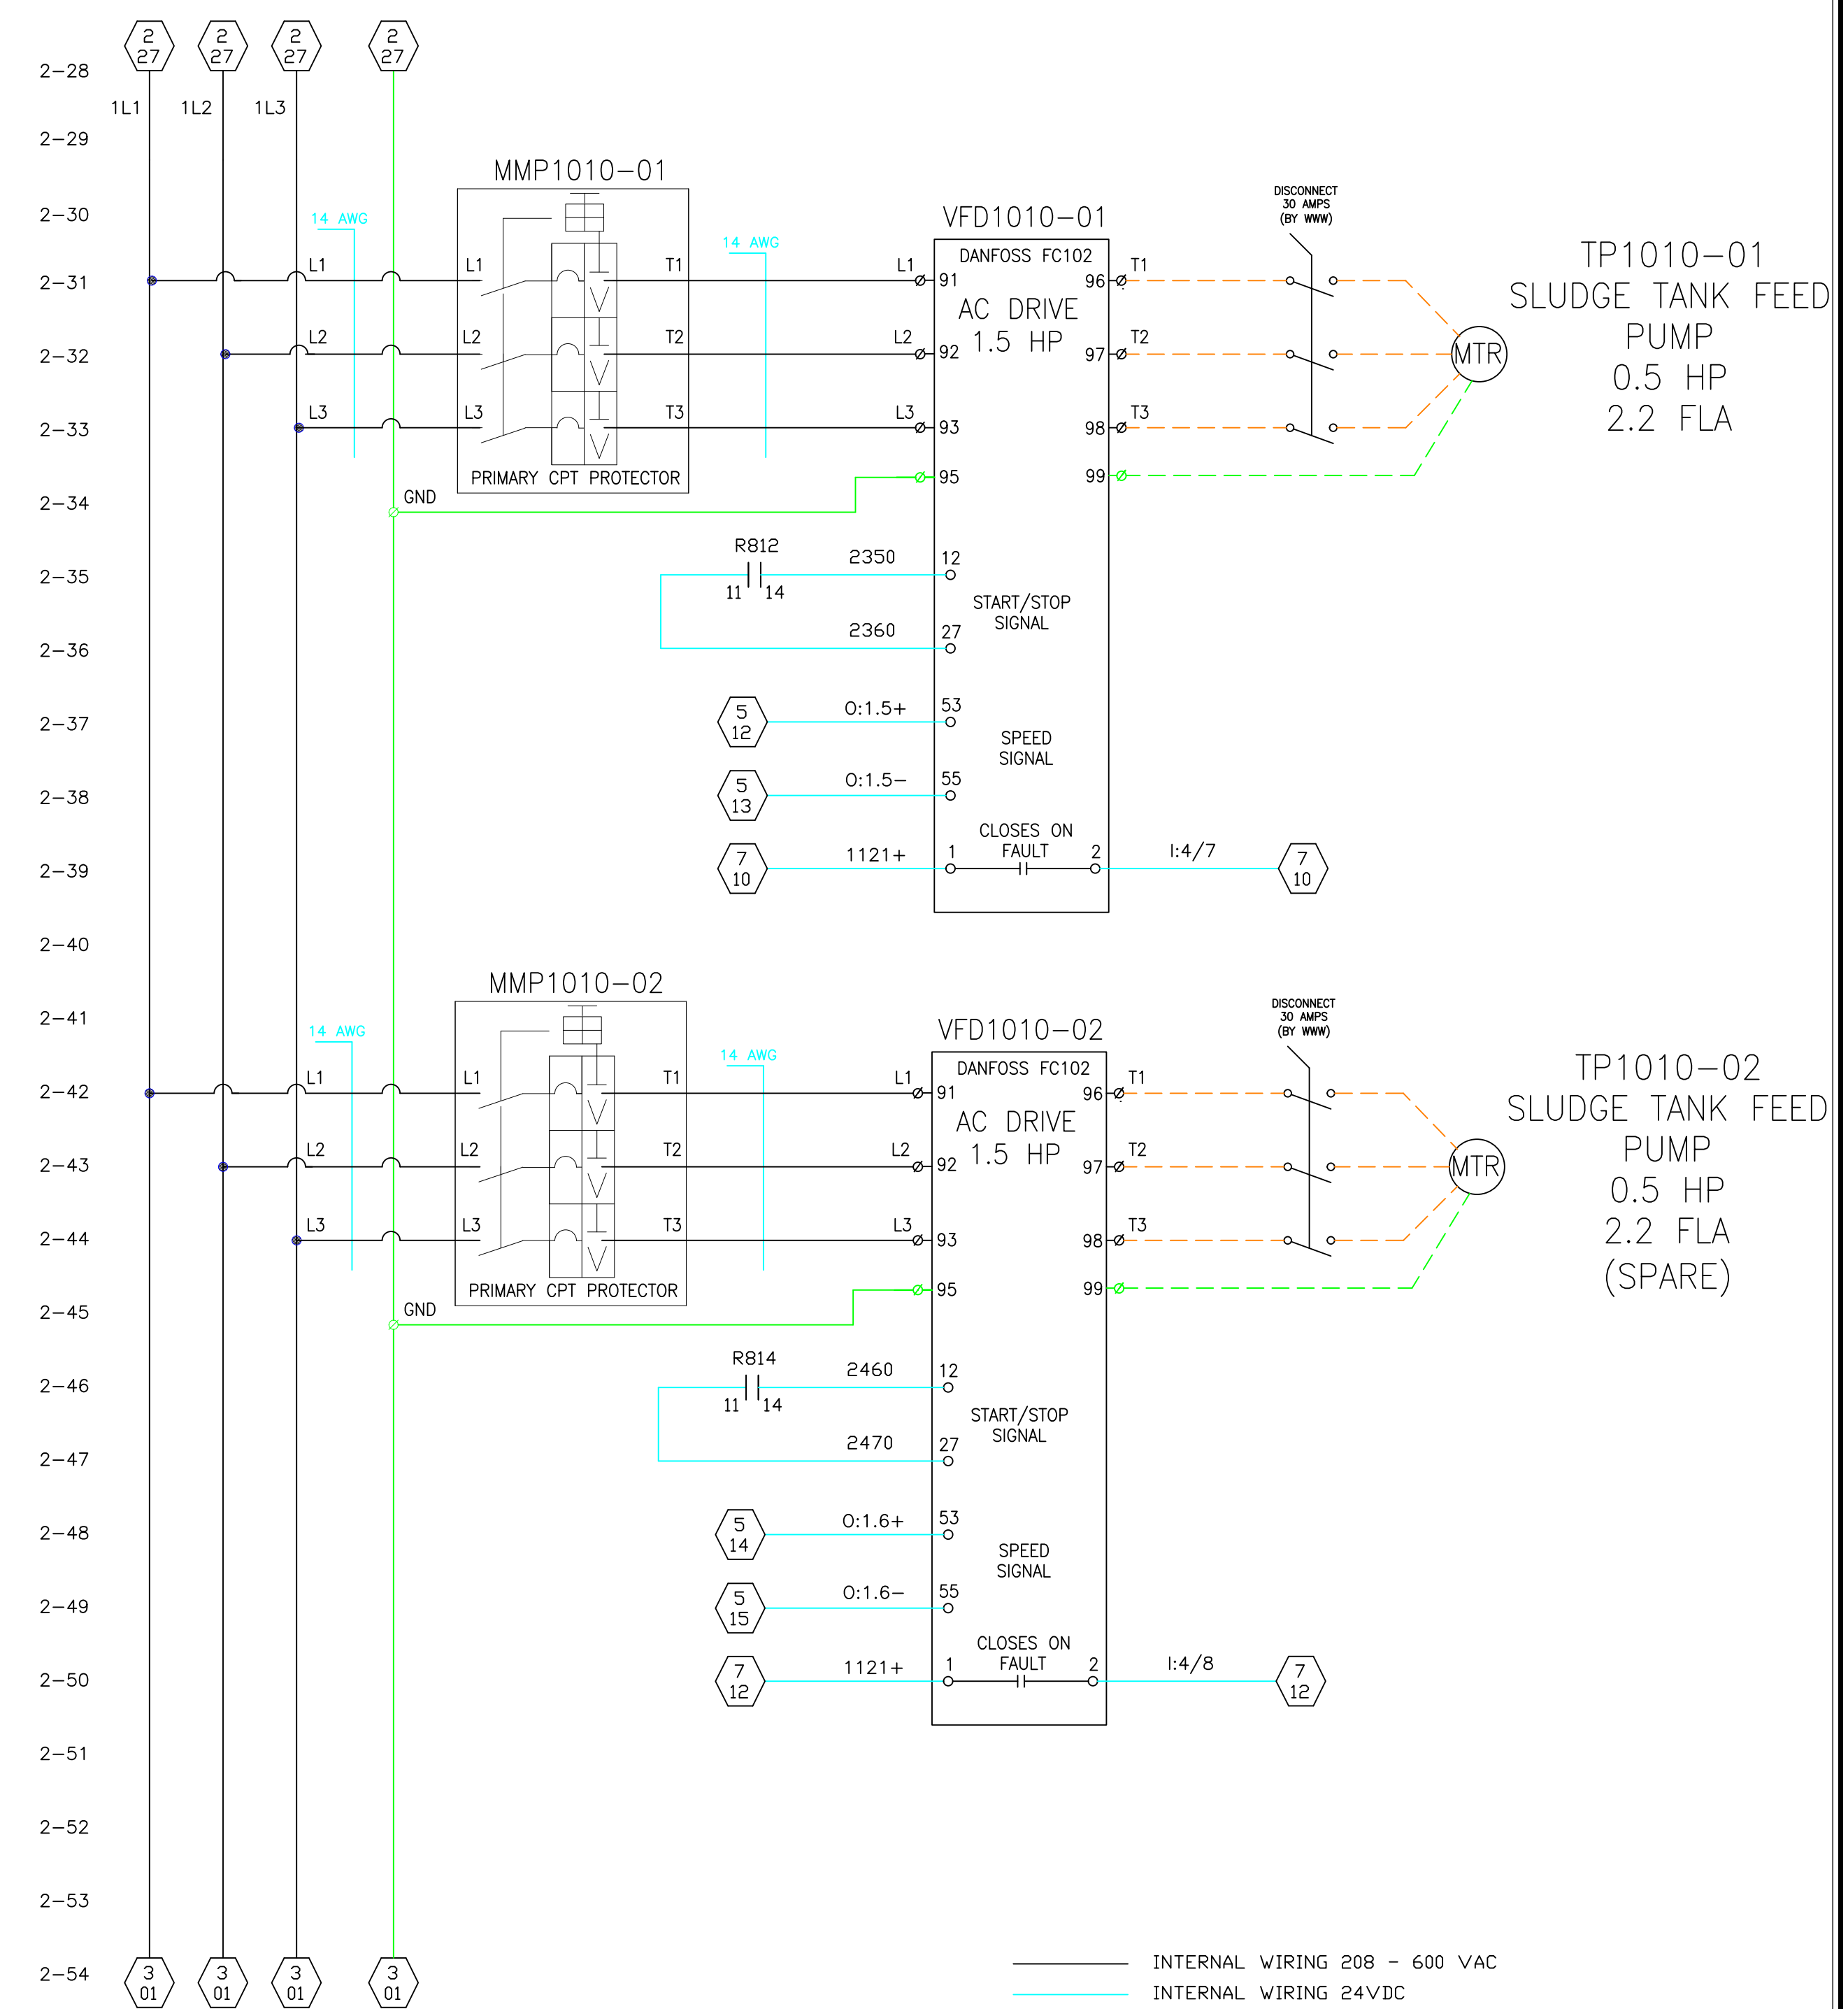 2 2 2 2
27 27 27 27
2-28
1L1 1L2 1L3
2-29
MMP1010-01
DISCONNECT
30 AMPS
(BY WWW)
2-30
14 AWG
VFD1010-01
14 AWG
DANFOSS FC102
TP1010-01
SLUDGE TANK FEED
PUMP
0.5 HP
2.2 FLA
2-31
L1 L1 T1 L1 91 96 T1
AC DRIVE
1.5 HP
2-32
L2 L2 T2 L2 92 97 T2
MTR
2-33
L3 L3 T3 L3 93 98 T3
PRIMARY CPT PROTECTOR
95 99
2-34
GND
R812
2350 12
2-35
11 14
START/STOP
SIGNAL
2-36
2360 27
2-37
5
12
O:1.5+ 53
SPEED
SIGNAL
2-38
5
13
O:1.5- 55
CLOSES ON
FAULT
2-39
7
10
1121+ 1 2 I:4/7
7
10
2-40
MMP1010-02
DISCONNECT
30 AMPS
(BY WWW)
2-41
14 AWG
VFD1010-02
14 AWG
DANFOSS FC102
TP1010-02
SLUDGE TANK FEED
PUMP
0.5 HP
2.2 FLA
(SPARE)
2-42
L1 L1 T1 L1 91 96 T1
AC DRIVE
1.5 HP
2-43
L2 L2 T2 L2 92 97 T2
MTR
2-44
L3 L3 T3 L3 93 98 T3
PRIMARY CPT PROTECTOR
95 99
2-45
GND
R814
2460 12
2-46
11 14
START/STOP
SIGNAL
2-47
2470 27
2-48
5
14
O:1.6+ 53
SPEED
SIGNAL
2-49
5
15
O:1.6- 55
CLOSES ON
FAULT
2-50
7
12
1121+ 1 2 I:4/8
7
12
2-51
2-52
2-53
2-54
3 3 3 3
01 01 01 01
INTERNAL WIRING 208 - 600 VAC
INTERNAL WIRING 24VDC